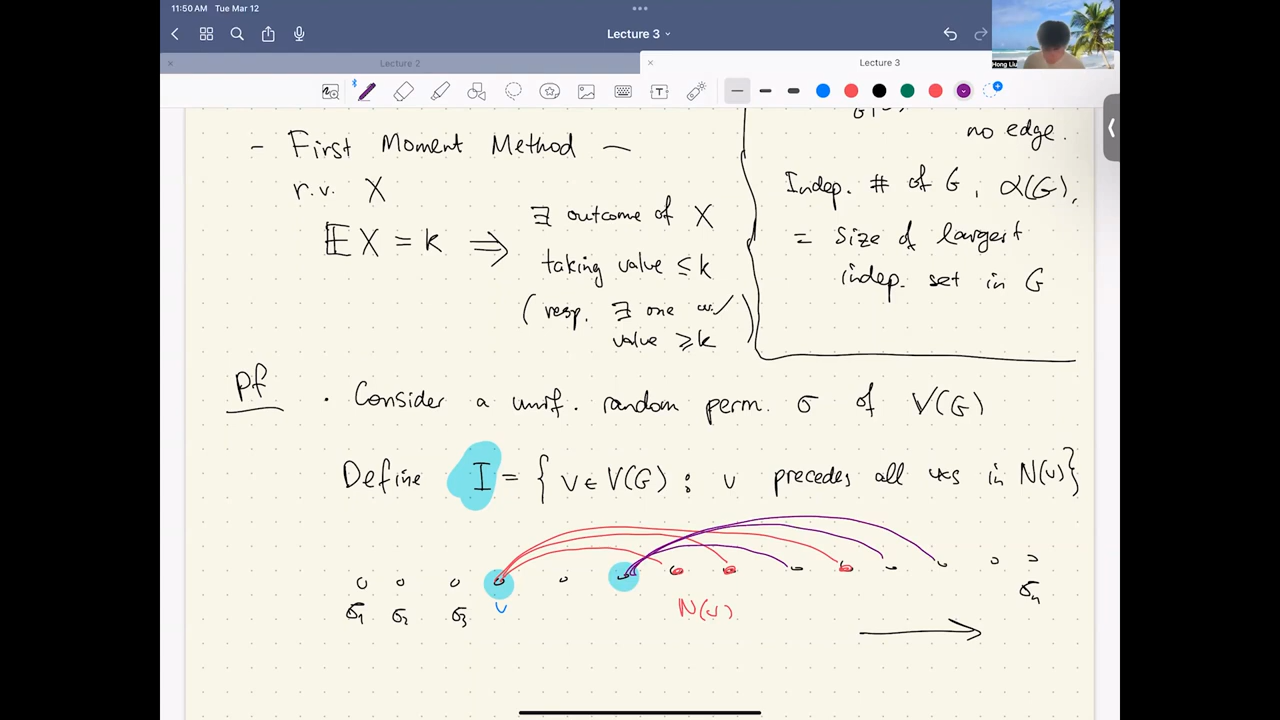 11:50 AM Tue Mar 12
Lecture 3
Lecture 2
Lecture 3
Hong Liu
- First Moment Method -
r.v. X
E X = k ⇒
∃ outcome of X
taking value ≤ k
( resp. ∃ one w/
value ≥ k )
no edge.
Indep. # of G, α(G),
= size of largest
indep. set in G
Pf
· Consider a unif. random perm. σ of V(G)
Define I = { v ∈ V(G) : v precedes all vxs in N(v) }
σ1 σ2 σ3 v N(v) σn